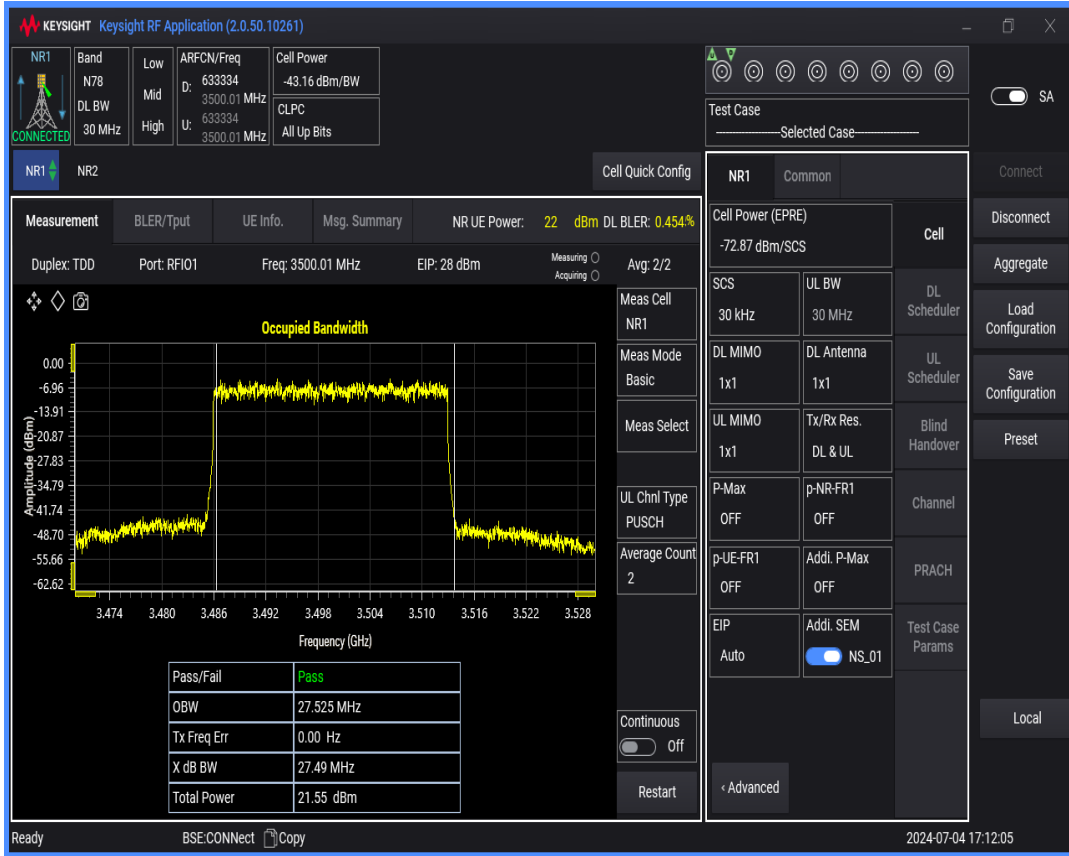 KEYSIGHT Keysight RF Application (2.0.50.10261)
NR1
CONNECTED
Band
N78
DL BW
30 MHz
Low
Mid
High
ARFCN/Freq
D: 633334
3500.01 MHz
U: 633334
3500.01 MHz
Cell Power
-43.16 dBm/BW
CLPC
All Up Bits
Test Case
--------------------Selected Case-----------------
SA
NR1
NR2
Cell Quick Config
Measurement
BLER/Tput
UE Info.
Msg. Summary
NR UE Power: 22 dBm DL BLER: 0.454%
Duplex: TDD
Port: RFIO1
Freq: 3500.01 MHz
EIP: 28 dBm
Measuring
Acquiring
Avg: 2/2
Occupied Bandwidth
Amplitude (dBm)
0.00
-6.96
-13.91
-20.87
-27.83
-34.79
-41.74
-48.70
-55.66
-62.62
3.474 3.480 3.486 3.492 3.498 3.504 3.510 3.516 3.522 3.528
Frequency (GHz)
Pass/Fail Pass
OBW 27.525 MHz
Tx Freq Err 0.00 Hz
X dB BW 27.49 MHz
Total Power 21.55 dBm
Meas Cell
NR1
Meas Mode
Basic
Meas Select
UL Chnl Type
PUSCH
Average Count
2
Continuous
Off
Restart
NR1
Common
Cell Power (EPRE)
-72.87 dBm/SCS
SCS
30 kHz
UL BW
30 MHz
DL MIMO
1x1
DL Antenna
1x1
UL MIMO
1x1
Tx/Rx Res.
DL & UL
P-Max
OFF
p-NR-FR1
OFF
p-UE-FR1
OFF
Addi. P-Max
OFF
EIP
Auto
Addi. SEM
NS_01
‹ Advanced
Cell
DL
Scheduler
UL
Scheduler
Blind
Handover
Channel
PRACH
Test Case
Params
Connect
Disconnect
Aggregate
Load
Configuration
Save
Configuration
Preset
Local
Ready
BSE:CONNect
Copy
2024-07-04 17:12:05